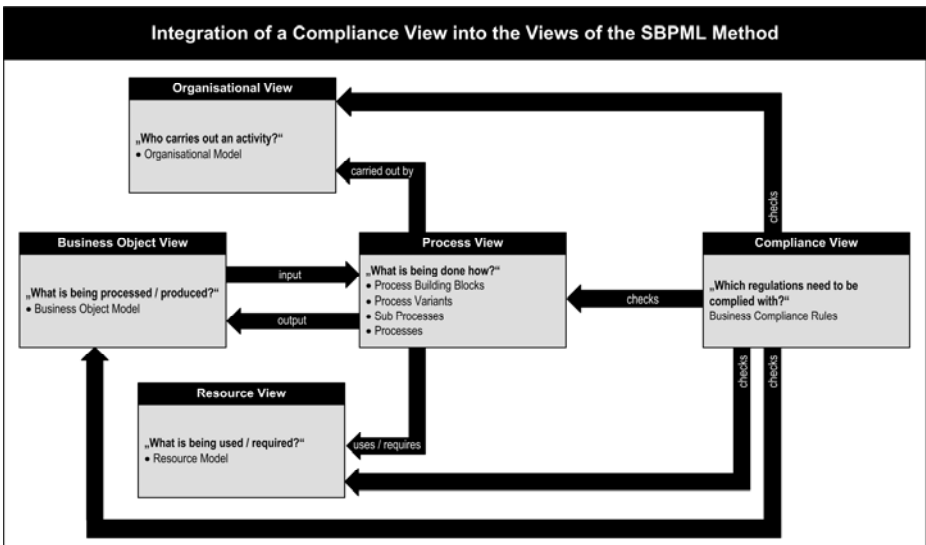 Integration of a Compliance View into the Views of the SBPML Method
Organisational View
„Who carries out an activity?“
• Organisational Model
carried out by
checks
Business Object View
„What is being processed / produced?“
• Business Object Model
input
output
Process View
„What is being done how?“
• Process Building Blocks
• Process Variants
• Sub Processes
• Processes
checks
Compliance View
„Which regulations need to be
complied with?“
Business Compliance Rules
checks
checks
Resource View
„What is being used / required?“
• Resource Model
uses / requires